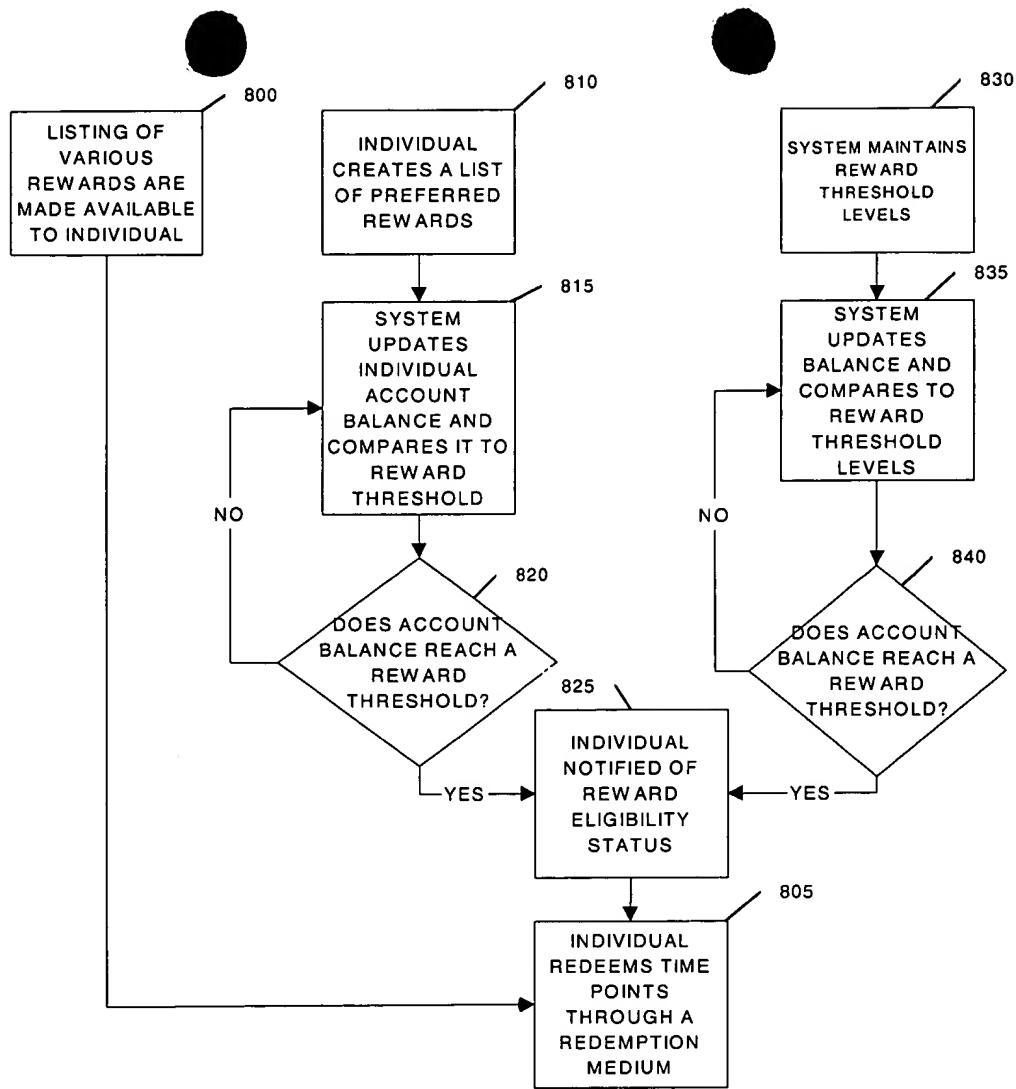 800
LISTING OF
VARIOUS
REWARDS ARE
MADE AVAILABLE
TO INDIVIDUAL
810
INDIVIDUAL
CREATES A LIST
OF PREFERRED
REWARDS
830
SYSTEM MAINTAINS
REWARD
THRESHOLD
LEVELS
815
SYSTEM
UPDATES
INDIVIDUAL
ACCOUNT
BALANCE AND
COMPARES IT TO
REWARD
THRESHOLD
835
SYSTEM
UPDATES
BALANCE AND
COMPARES TO
REWARD
THRESHOLD
LEVELS
NO
NO
820
DOES ACCOUNT
BALANCE REACH A
REWARD
THRESHOLD?
840
DOES ACCOUNT
BALANCE REACH A
REWARD
THRESHOLD?
YES
825
INDIVIDUAL
NOTIFIED OF
REWARD
ELIGIBILITY
STATUS
YES
805
INDIVIDUAL
REDEEMS TIME
POINTS
THROUGH A
REDEMPTION
MEDIUM